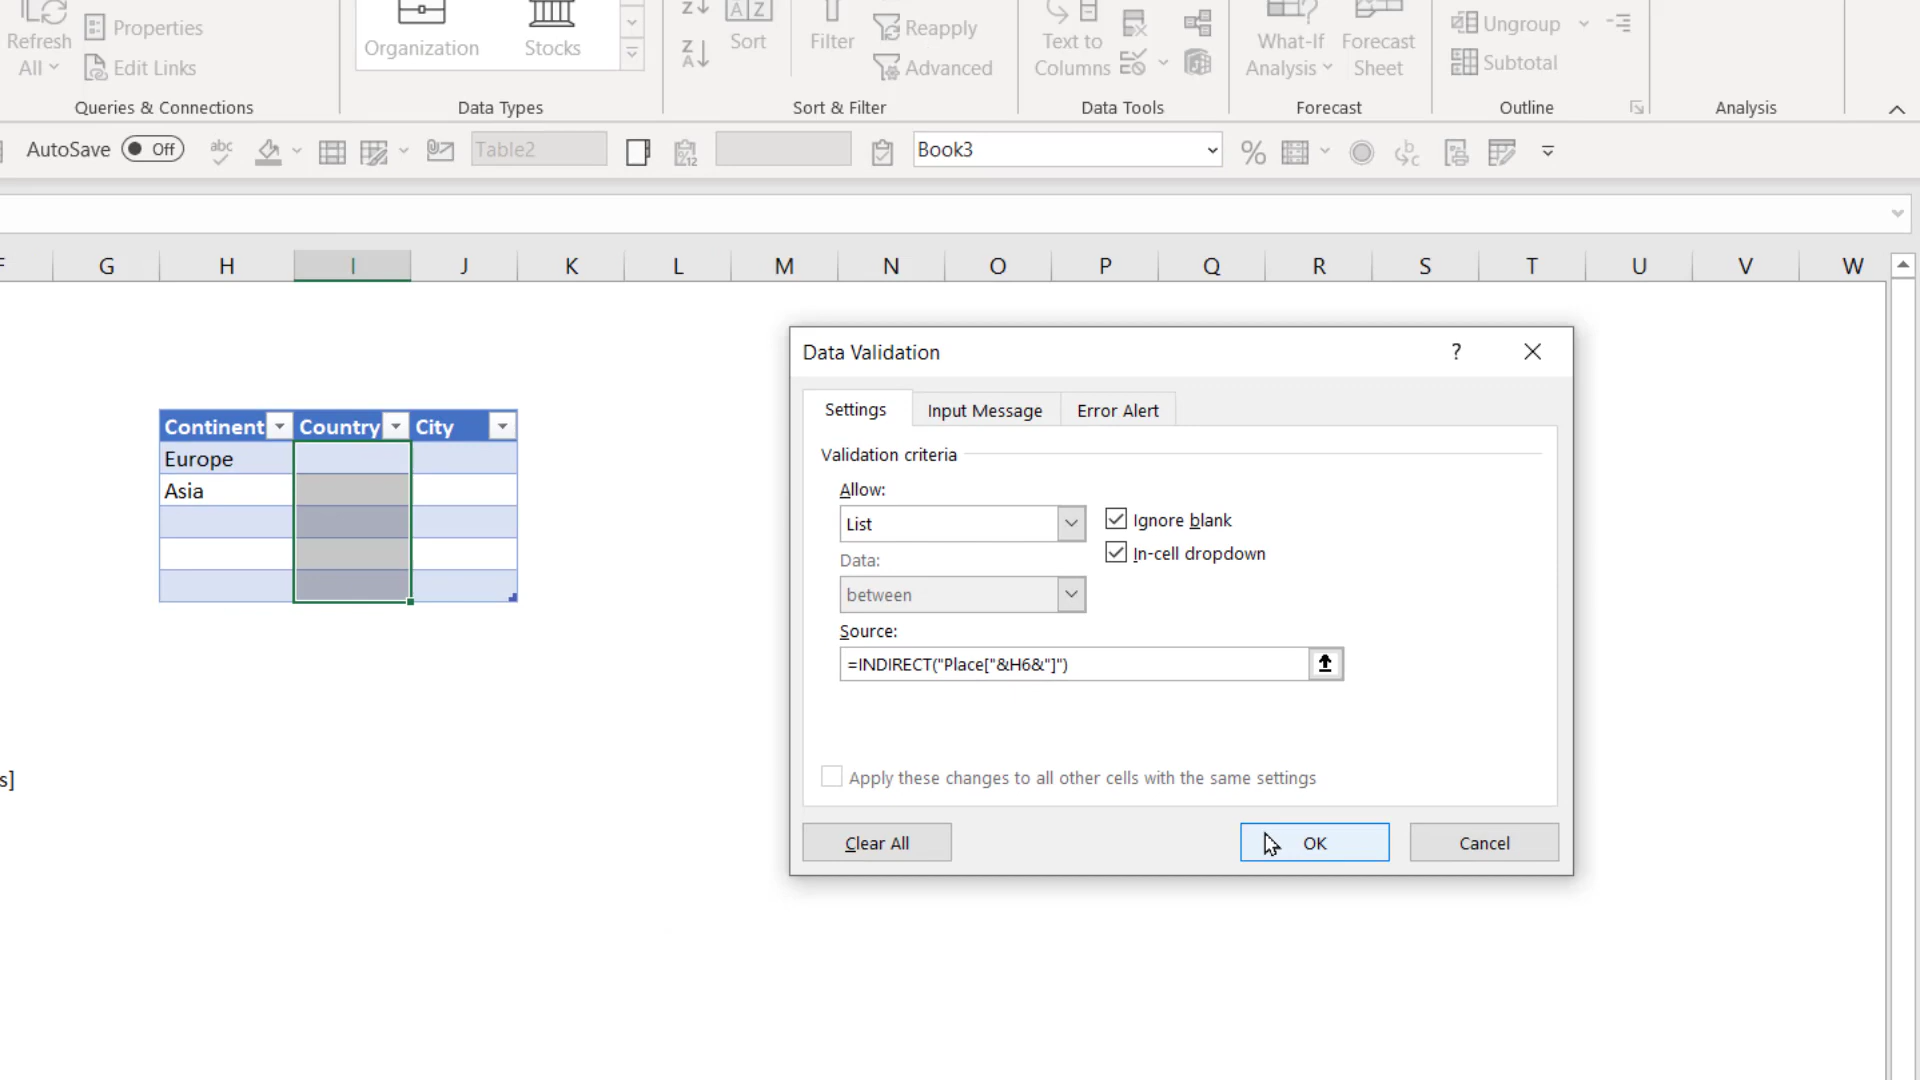 Refresh All
Properties
Edit Links
Queries & Connections
Organization
Stocks
Data Types
Sort
Filter
Reapply
Advanced
Sort & Filter
Text to Columns
Data Tools
What-If Analysis
Forecast Sheet
Forecast
Ungroup
Subtotal
Outline
Analysis
AutoSave Off
Table2
Book3
G H I J K L M N O P Q R S T U V W
Continent Country City
Europe
Asia
s]
Data Validation
Settings Input Message Error Alert
Validation criteria
Allow:
List
Ignore blank
Data:
In-cell dropdown
between
Source:
=INDIRECT("Place["&H6&"]")
Apply these changes to all other cells with the same settings
Clear All OK Cancel